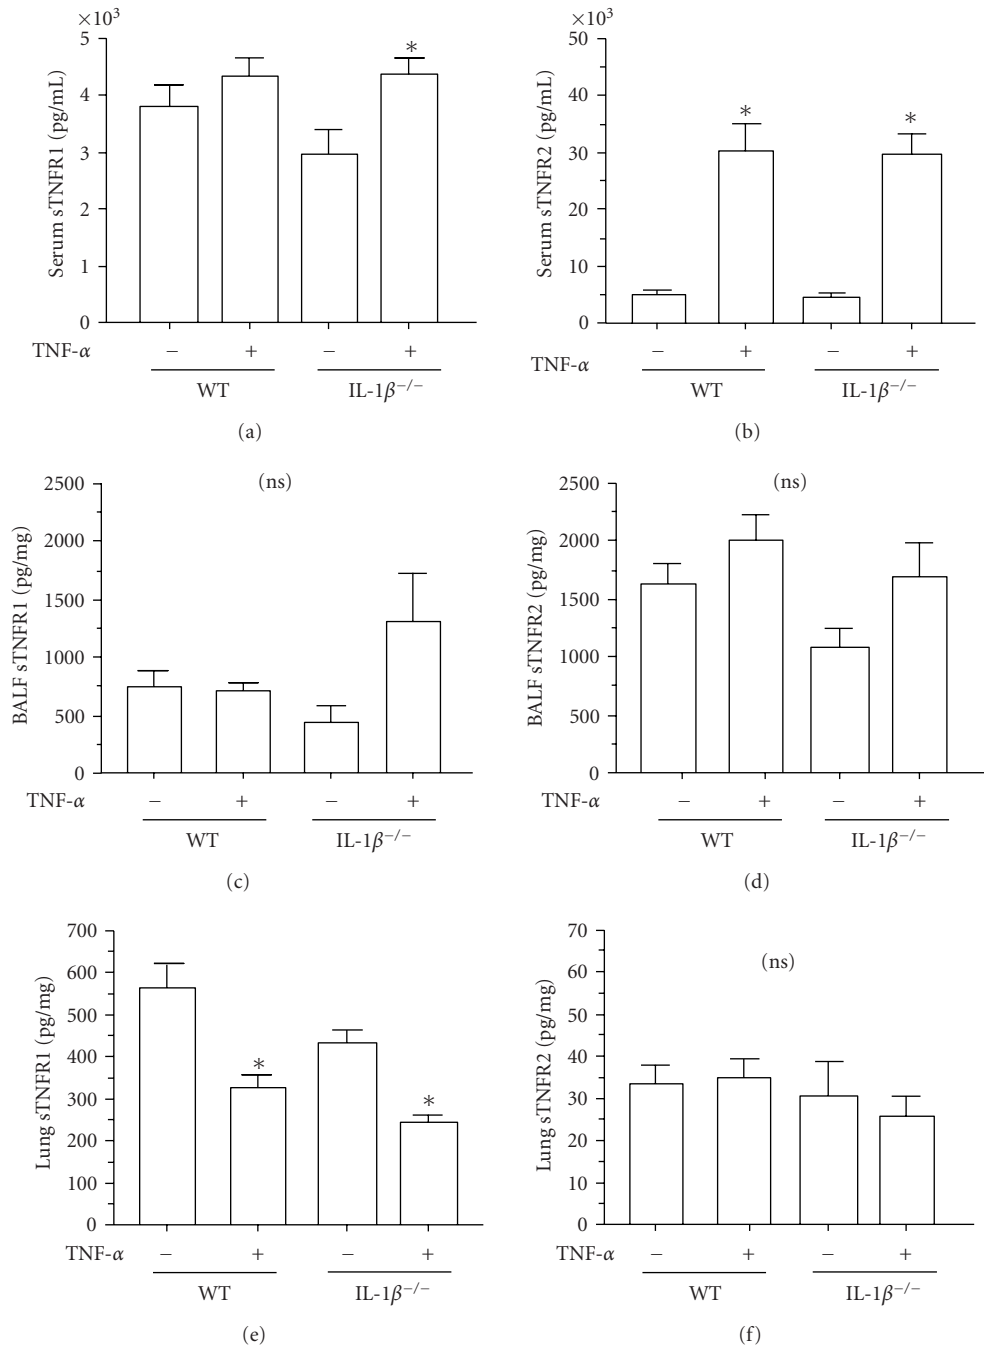 ×10³
5
4
3
2
1
0
Serum sTNFR1 (pg/mL)
*
TNF-α − + − +
WT IL-1β−/−
(a)
×10³
50
40
30
20
10
0
Serum sTNFR2 (pg/mL)
* *
TNF-α − + − +
WT IL-1β−/−
(b)
(ns)
2500
2000
1500
1000
500
0
BALF sTNFR1 (pg/mg)
TNF-α − + − +
WT IL-1β−/−
(c)
(ns)
2500
2000
1500
1000
500
0
BALF sTNFR2 (pg/mg)
TNF-α − + − +
WT IL-1β−/−
(d)
700
600
500
400
300
200
100
0
Lung sTNFR1 (pg/mg)
* *
TNF-α − + − +
WT IL-1β−/−
(e)
70
60
50
40
30
20
10
0
Lung sTNFR2 (pg/mg)
(ns)
TNF-α − + − +
WT IL-1β−/−
(f)